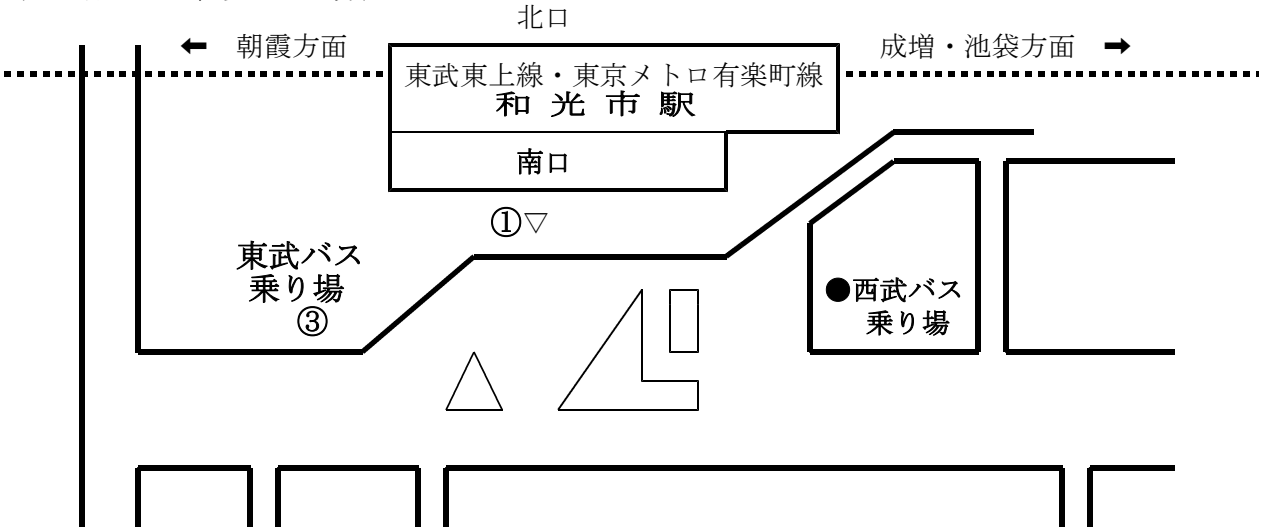 北口
← 朝霞方面
成増・池袋方面 →
東武東上線・東京メトロ有楽町線
和光市駅
南口
①▽
東武バス
乗り場
③
●西武バス
乗り場